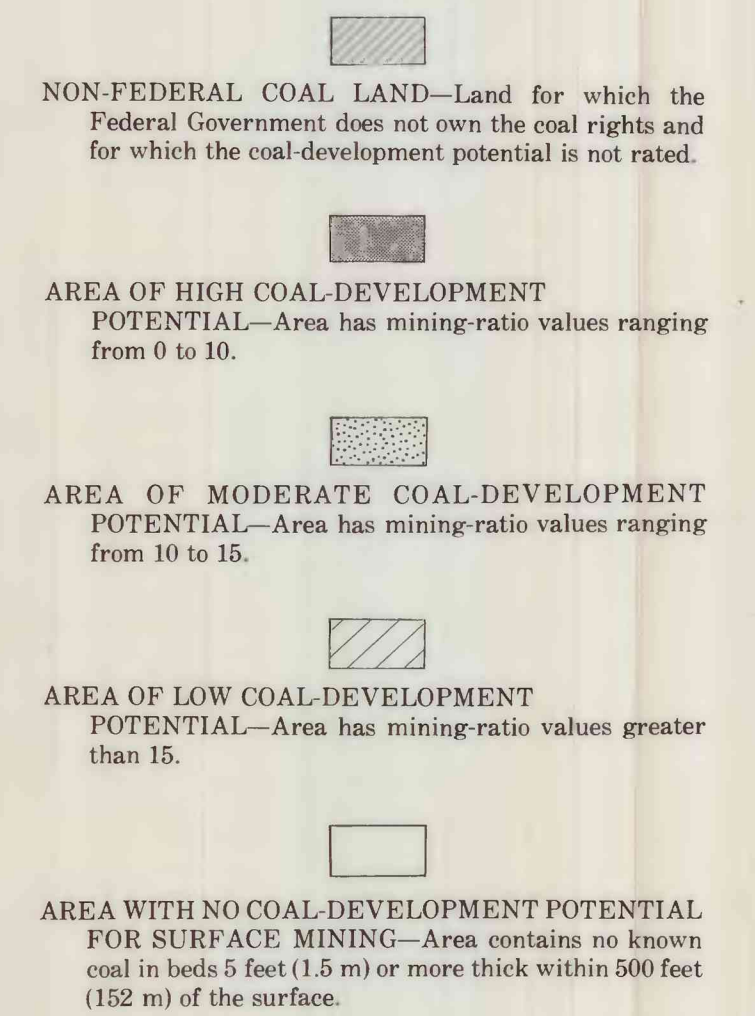 NON-FEDERAL COAL LAND—Land for which the
Federal Government does not own the coal rights and
for which the coal-development potential is not rated.
AREA OF HIGH COAL-DEVELOPMENT
POTENTIAL—Area has mining-ratio values ranging
from 0 to 10.
AREA OF MODERATE COAL-DEVELOPMENT
POTENTIAL—Area has mining-ratio values ranging
from 10 to 15.
AREA OF LOW COAL-DEVELOPMENT
POTENTIAL—Area has mining-ratio values greater
than 15.
AREA WITH NO COAL-DEVELOPMENT POTENTIAL
FOR SURFACE MINING—Area contains no known
coal in beds 5 feet (1.5 m) or more thick within 500 feet
(152 m) of the surface.